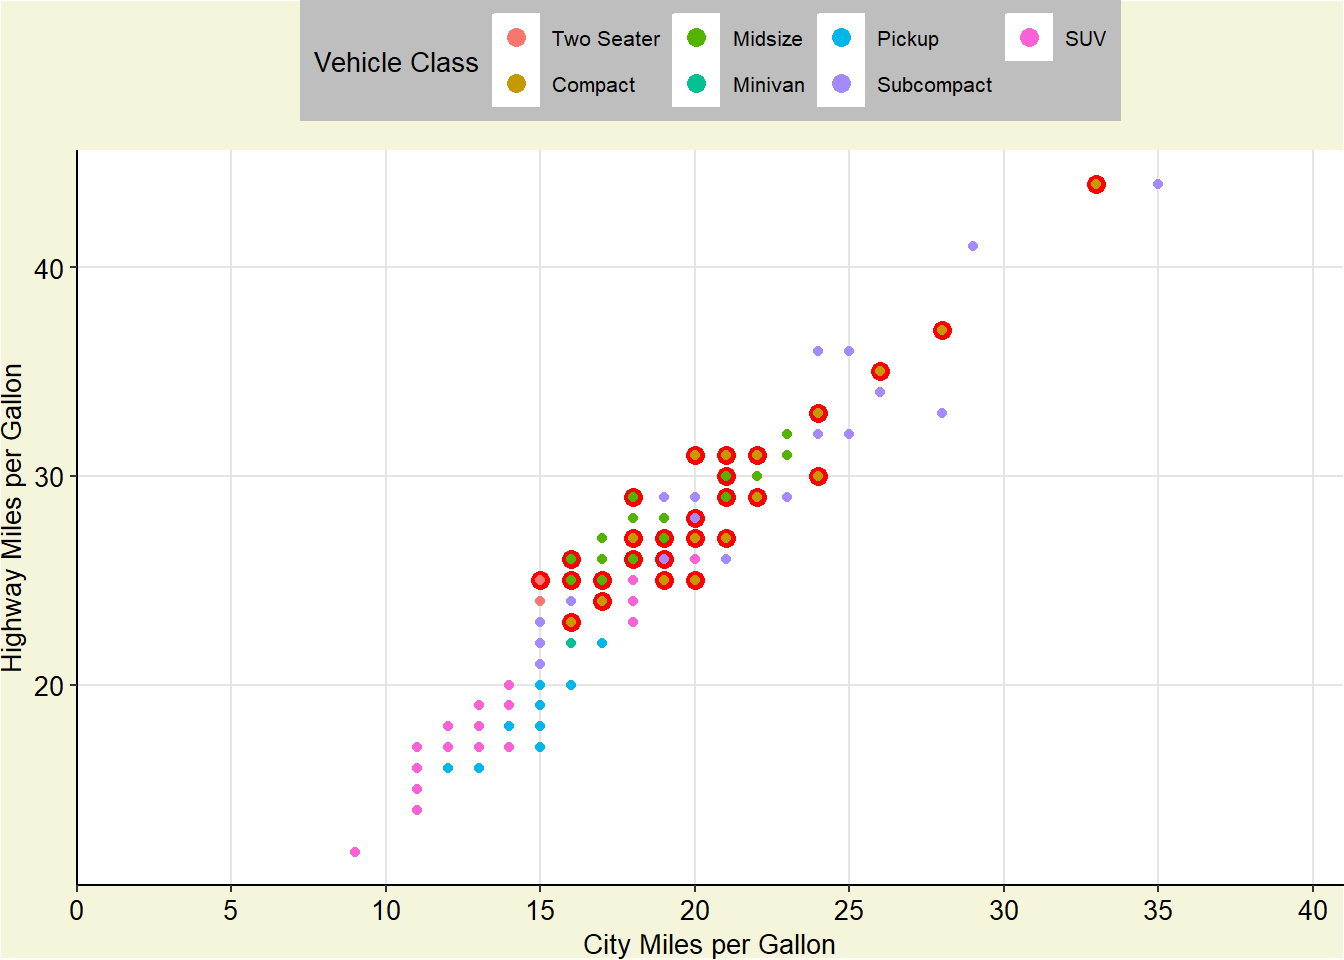 Vehicle Class
Two Seater
Midsize
Pickup
SUV
Compact
Minivan
Subcompact
Highway Miles per Gallon
40
30
20
0 5 10 15 20 25 30 35 40
City Miles per Gallon